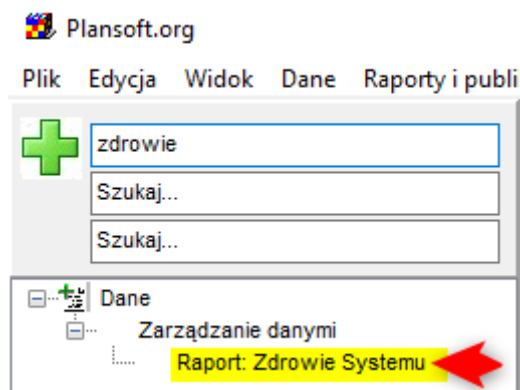 Plansoft.org
Plik Edycja Widok Dane Raporty i publi
zdrowie
Szukaj...
Szukaj...
Dane
Zarządzanie danymi
Raport: Zdrowie Systemu